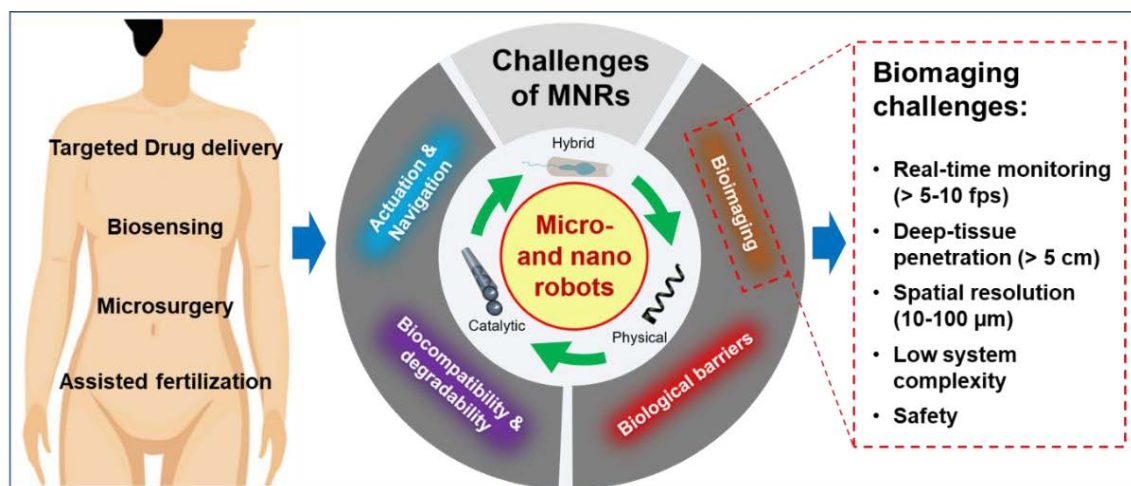 Targeted Drug delivery
Biosensing
Microsurgery
Assisted fertilization
Challenges
of MNRs
Actuation &
Navigation
Bioimaging
Biocompatibility &
degradability
Biological barriers
Hybrid
Catalytic
Physical
Micro-
and nano
robots
Biomaging
challenges:
• Real-time monitoring
(> 5-10 fps)
• Deep-tissue
penetration (> 5 cm)
• Spatial resolution
(10-100 µm)
• Low system
complexity
• Safety